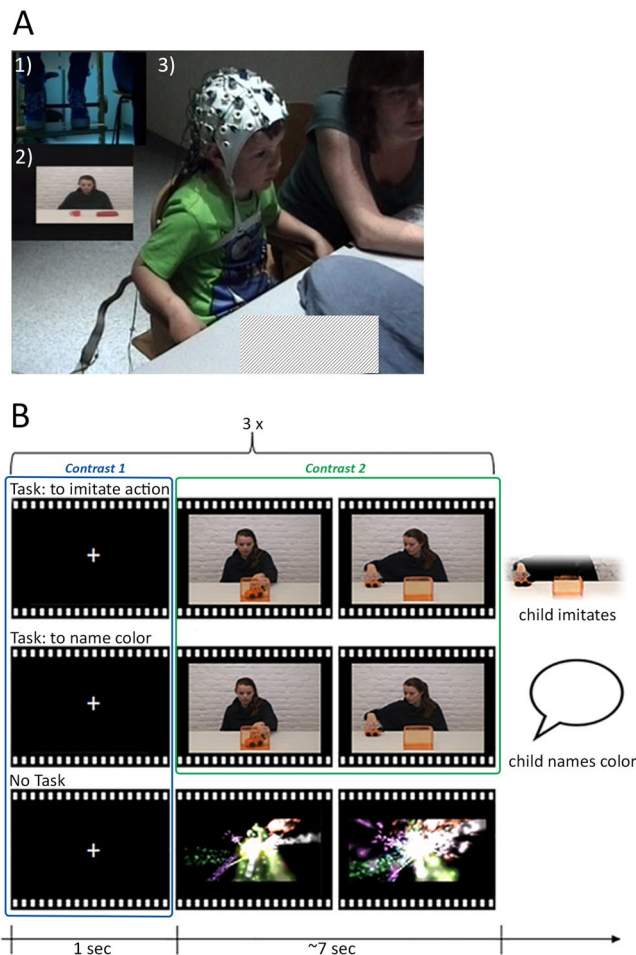 A
1)
3)
2)
B
3 x
Contrast 1
Contrast 2
Task: to imitate action
child imitates
Task: to name color
child names color
No Task
1 sec
~7 sec